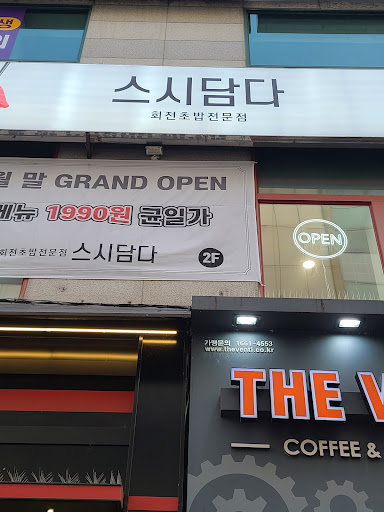 생
의
스시담다
회전초밥전문점
월 말 GRAND OPEN
메뉴 1990원 균일가
회전초밥전문점 스시담다 2F
OPEN
가맹문의 1661-4553
www.theventi.co.kr
THE
COFFEE &